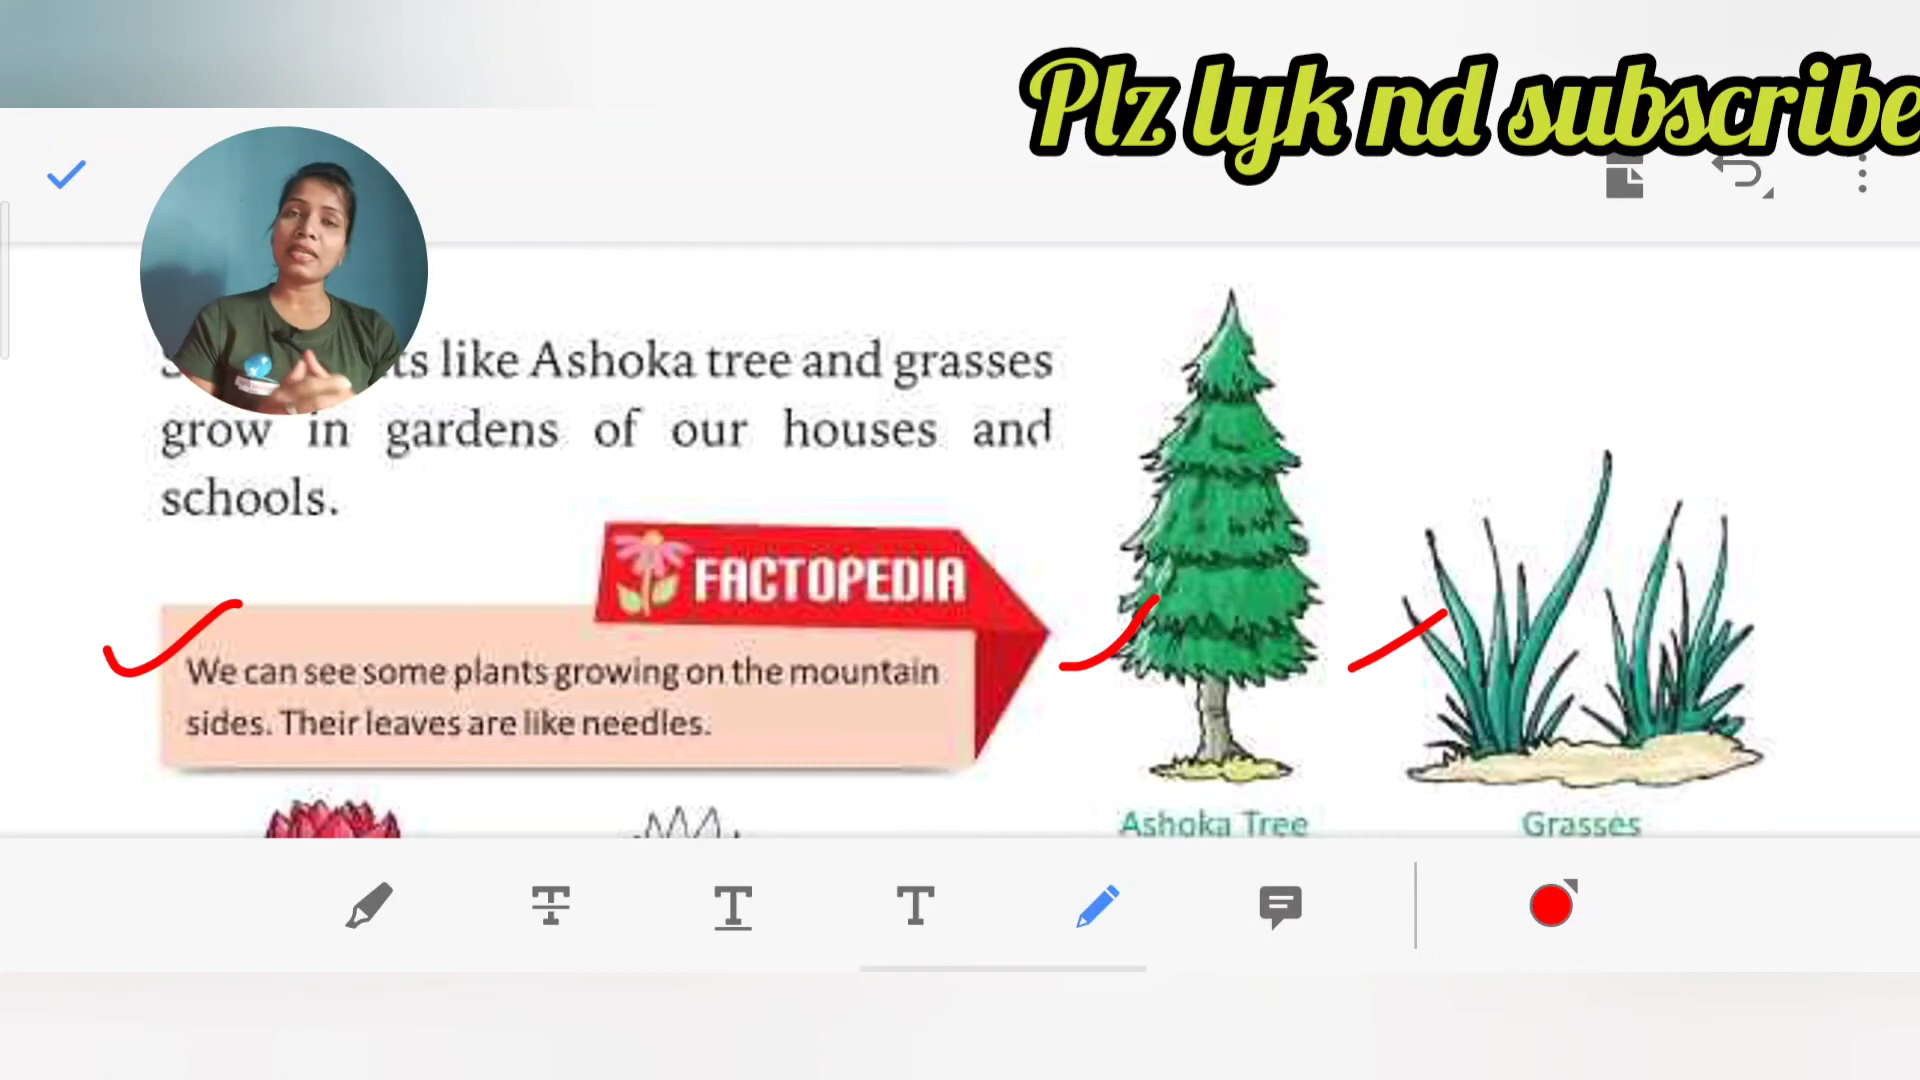 Plz lyk nd subscribe
like Ashoka tree and grasses
grow in gardens of our houses and
schools.
FACTOPEDIA
We can see some plants growing on the mountain
sides. Their leaves are like needles.
Ashoka Tree
Grasses
T
T
T